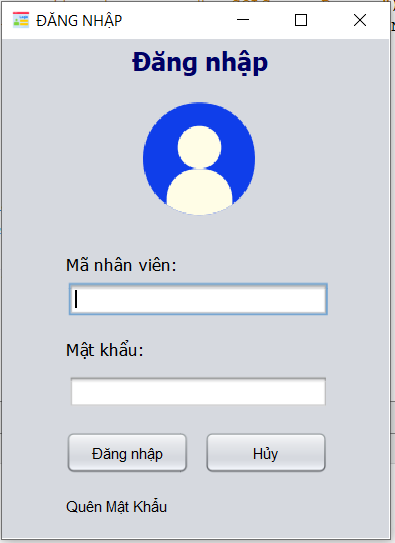 ĐĂNG NHẬP
Đăng nhập
Mã nhân viên:
Mật khẩu:
Đăng nhập
Hủy
Quên Mật Khẩu